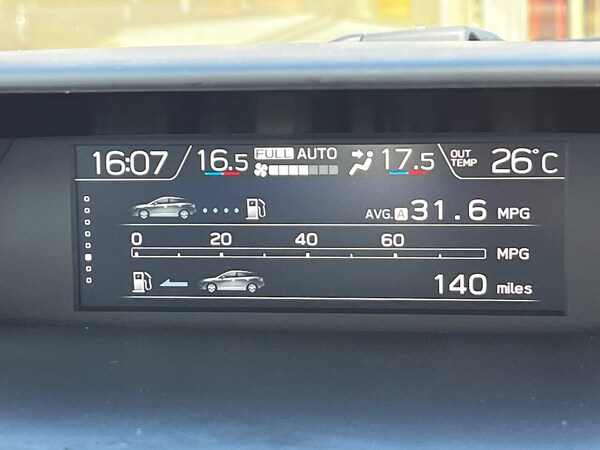 16:07 16.5 FULL AUTO 17.5 OUT TEMP 26°C
AVG. A 31.6 MPG
0 20 40 60
MPG
140 miles